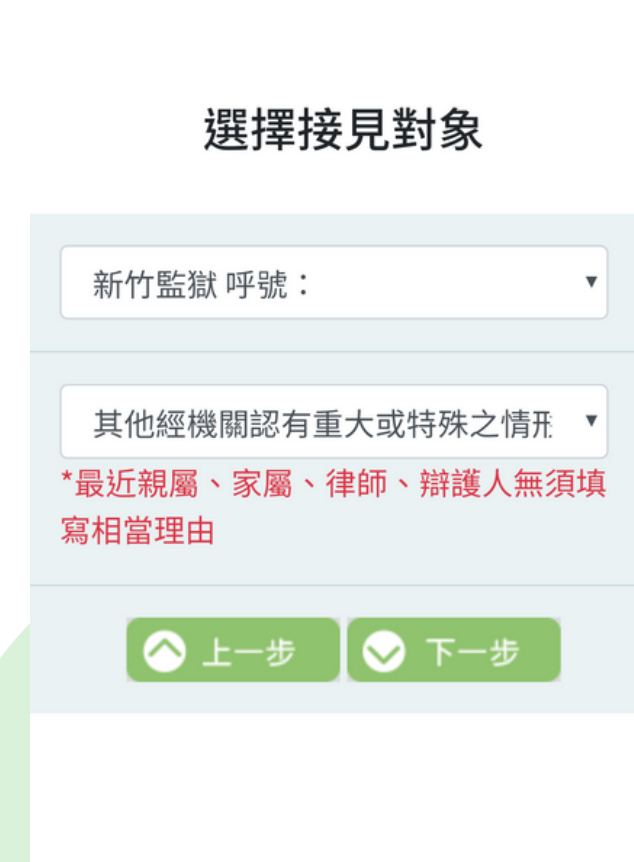 選擇接見對象
新竹監獄 呼號：
其他經機關認有重大或特殊之情
*最近親屬、家屬、律師、辯護人無須填
寫相當理由
上一步 下一步